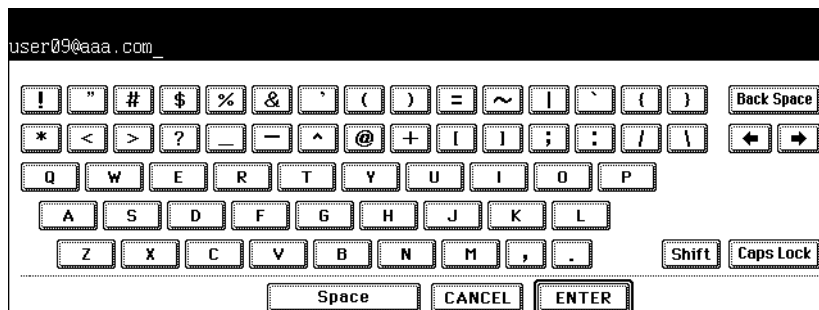 user09@aaa.com_
! " # $ % & ' ( ) = ~ | ` { } Back Space
* < > ? _ - ^ @ + [ ] ; : / \ ← →
Q W E R T Y U I O P
A S D F G H J K L
Z X C V B N M , . Shift Caps Lock
Space CANCEL ENTER